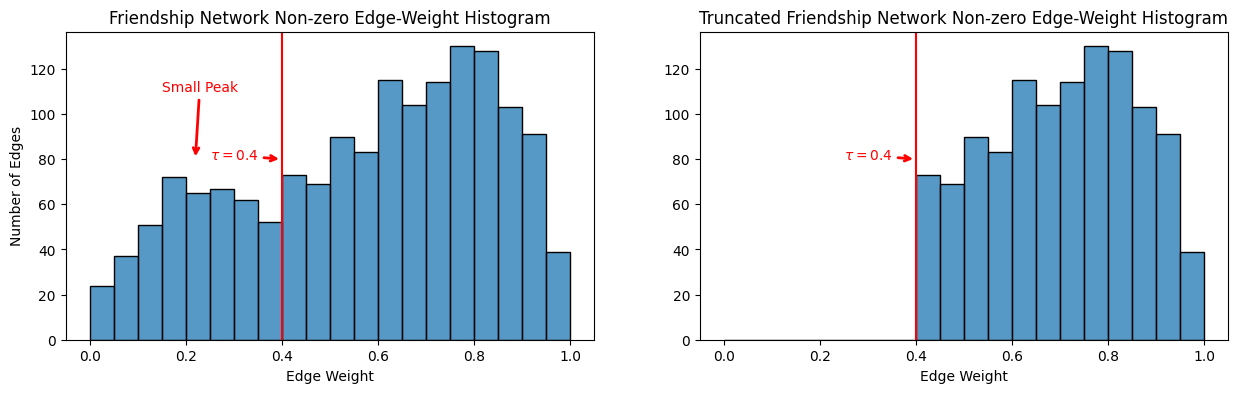 Friendship Network Non-zero Edge-Weight Histogram
Number of Edges
120
100
80
60
40
20
0
Small Peak
τ = 0.4
0.0 0.2 0.4 0.6 0.8 1.0
Edge Weight
Truncated Friendship Network Non-zero Edge-Weight Histogram
120
100
80
60
40
20
0
τ = 0.4
0.0 0.2 0.4 0.6 0.8 1.0
Edge Weight